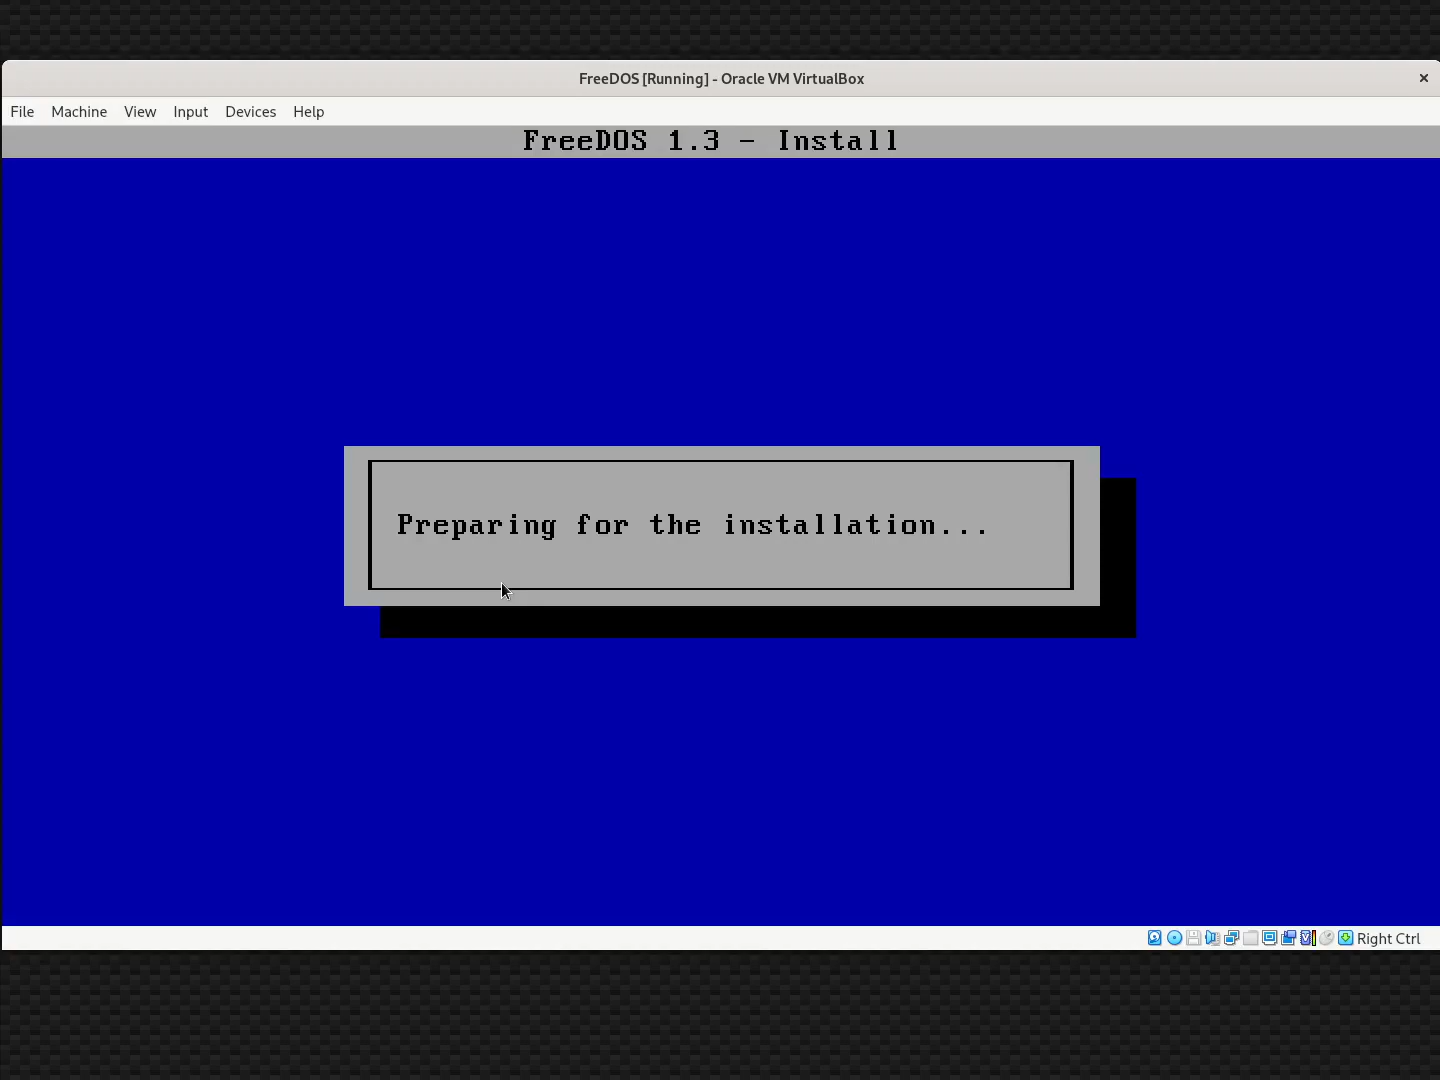 FreeDOS [Running] - Oracle VM VirtualBox
File Machine View Input Devices Help
FreeDOS 1.3 - Install
Preparing for the installation...
Right Ctrl